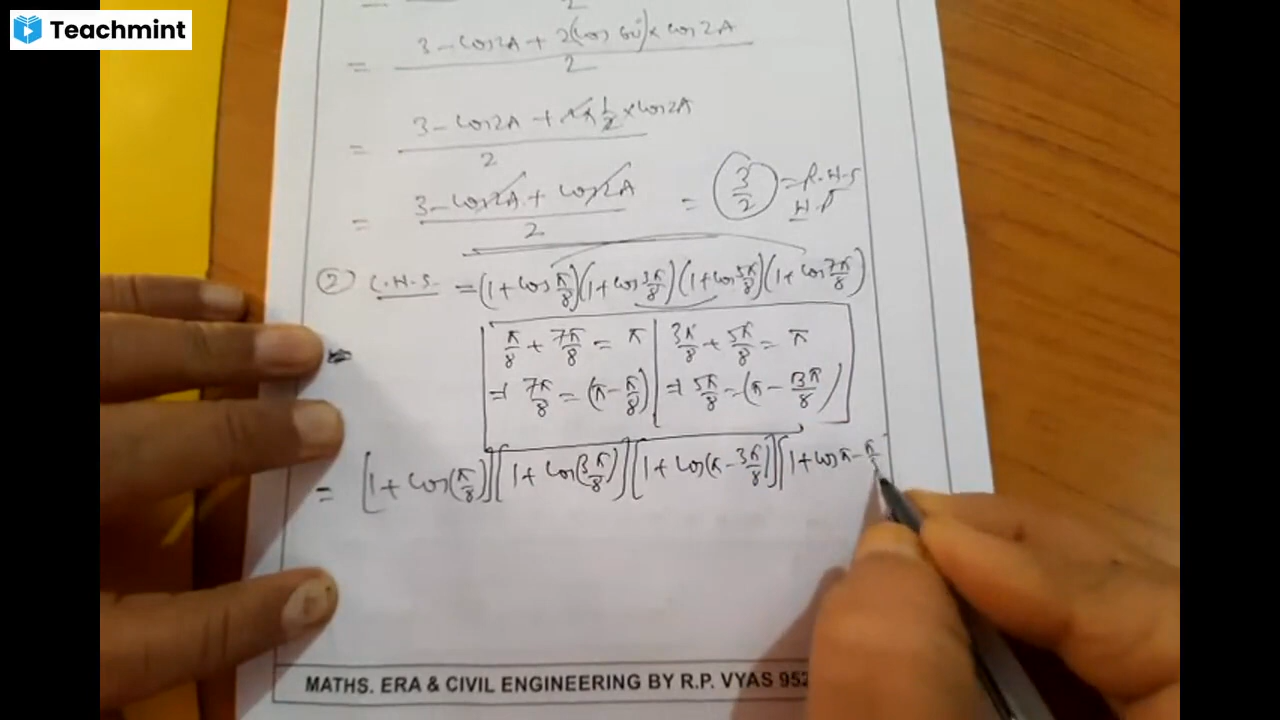 Teachmint
2
= 3 - Cos2A + 2(Cos 60°) × Cos2A / 2
= 3 - Cos2A + 2 × 1/2 × Cos2A / 2
= 3 - Cos2A + Cos2A / 2 = 3/2 = R.H.S
H.P
② L.H.S. = (1 + Cos π/8)(1 + Cos 3π/8)(1 + Cos 5π/8)(1 + Cos 7π/8)
π/8 + 7π/8 = π | 3π/8 + 5π/8 = π
⇒ 7π/8 = (π - π/8) | ⇒ 5π/8 = (π - 3π/8)
= [1 + Cos(π/8)][1 + Cos(3π/8)][1 + Cos(π - 3π/8)][1 + Cos π - π/8
MATHS. ERA & CIVIL ENGINEERING BY R.P. VYAS 952